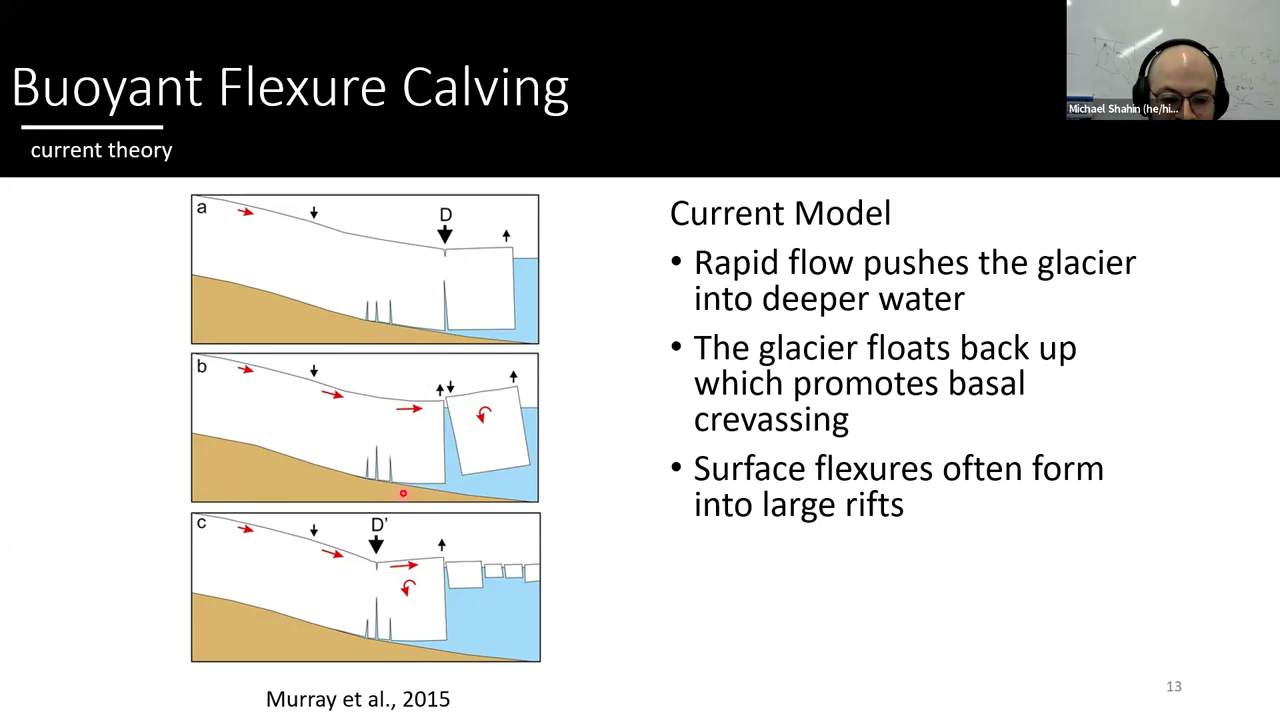 Buoyant Flexure Calving
current theory
Michael Shahin (he/hi...
a
D
b
c
D'
Murray et al., 2015
Current Model
• Rapid flow pushes the glacier
into deeper water
• The glacier floats back up
which promotes basal
crevassing
• Surface flexures often form
into large rifts
13